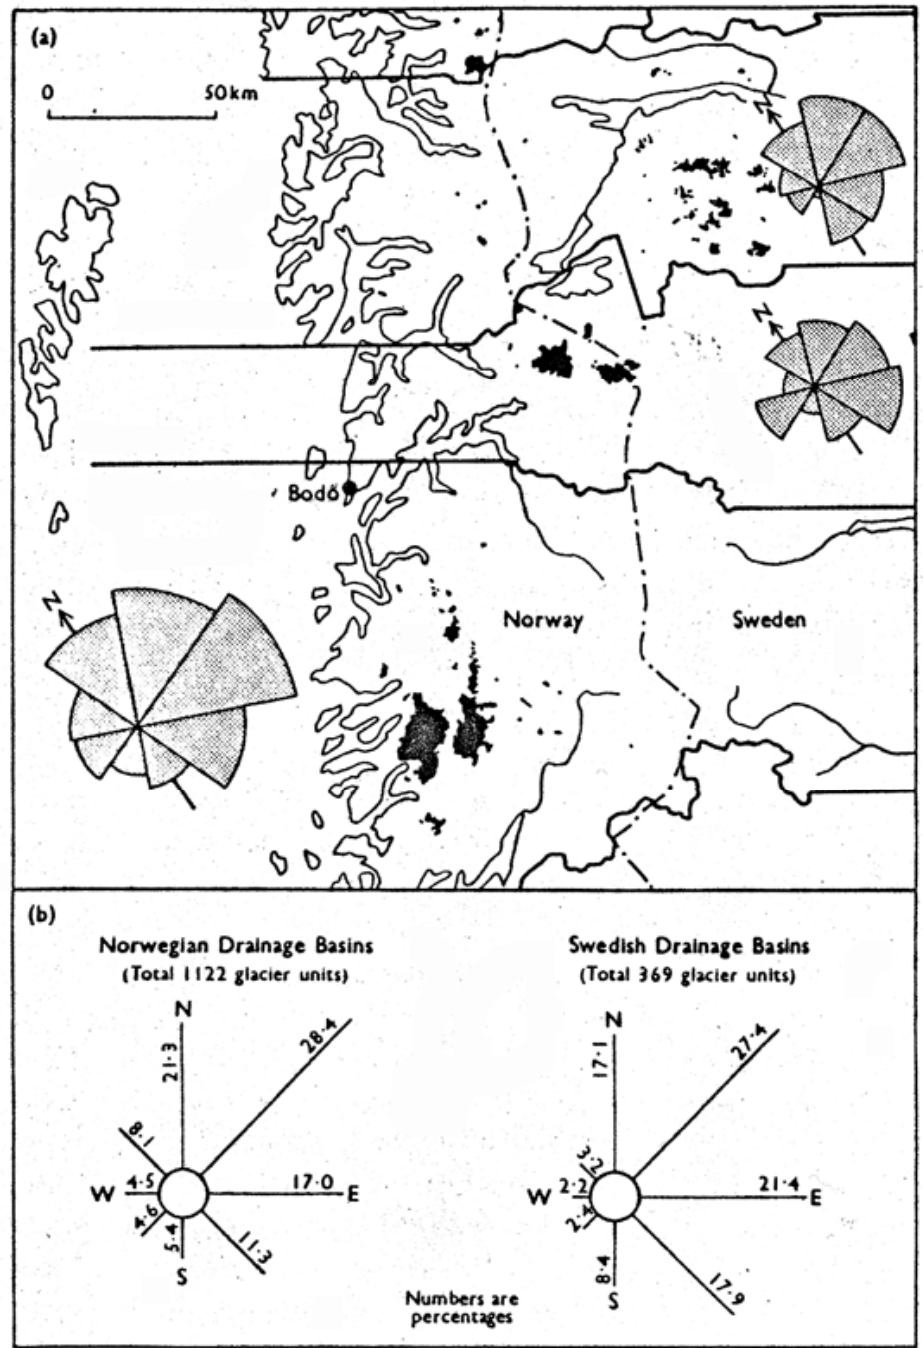 (a)
0 50 km
N
N
Bodö
N
Norway Sweden
(b)
Norwegian Drainage Basins
(Total 1122 glacier units)
Swedish Drainage Basins
(Total 369 glacier units)
N
21·3
28·4
8·1
W 4·5 17·0 E
4·6
5·4
11·3
S
N
17·1
27·4
3·2
W 2·2 21·4 E
2·4
8·4
17·9
S
Numbers are
percentages